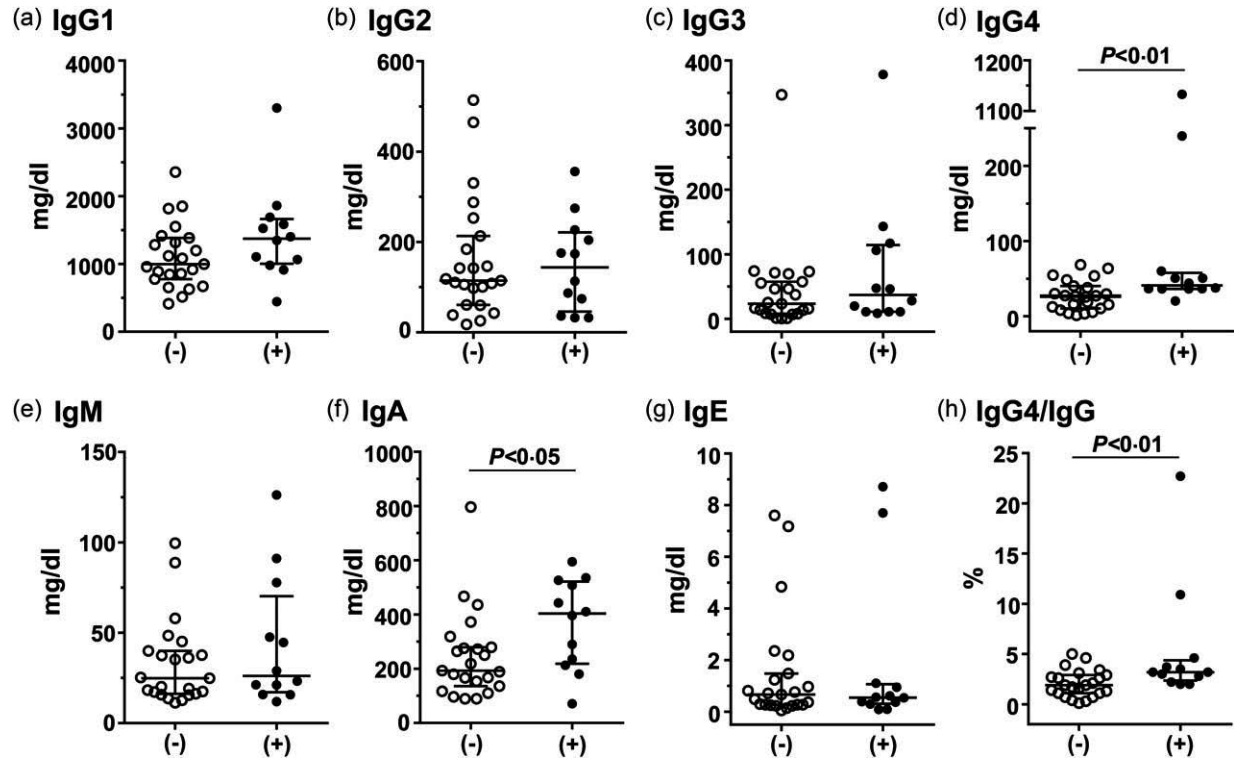 (a) IgG1
mg/dl
4000
3000
2000
1000
0
(-) (+)
(b) IgG2
mg/dl
600
400
200
0
(-) (+)
(c) IgG3
mg/dl
400
300
200
100
0
(-) (+)
(d) IgG4
P<0·01
mg/dl
1200
1100
200
100
0
(-) (+)
(e) IgM
mg/dl
150
100
50
0
(-) (+)
(f) IgA
P<0·05
mg/dl
1000
800
600
400
200
0
(-) (+)
(g) IgE
mg/dl
10
8
6
4
2
0
(-) (+)
(h) IgG4/IgG
P<0·01
%
25
20
15
10
5
0
(-) (+)